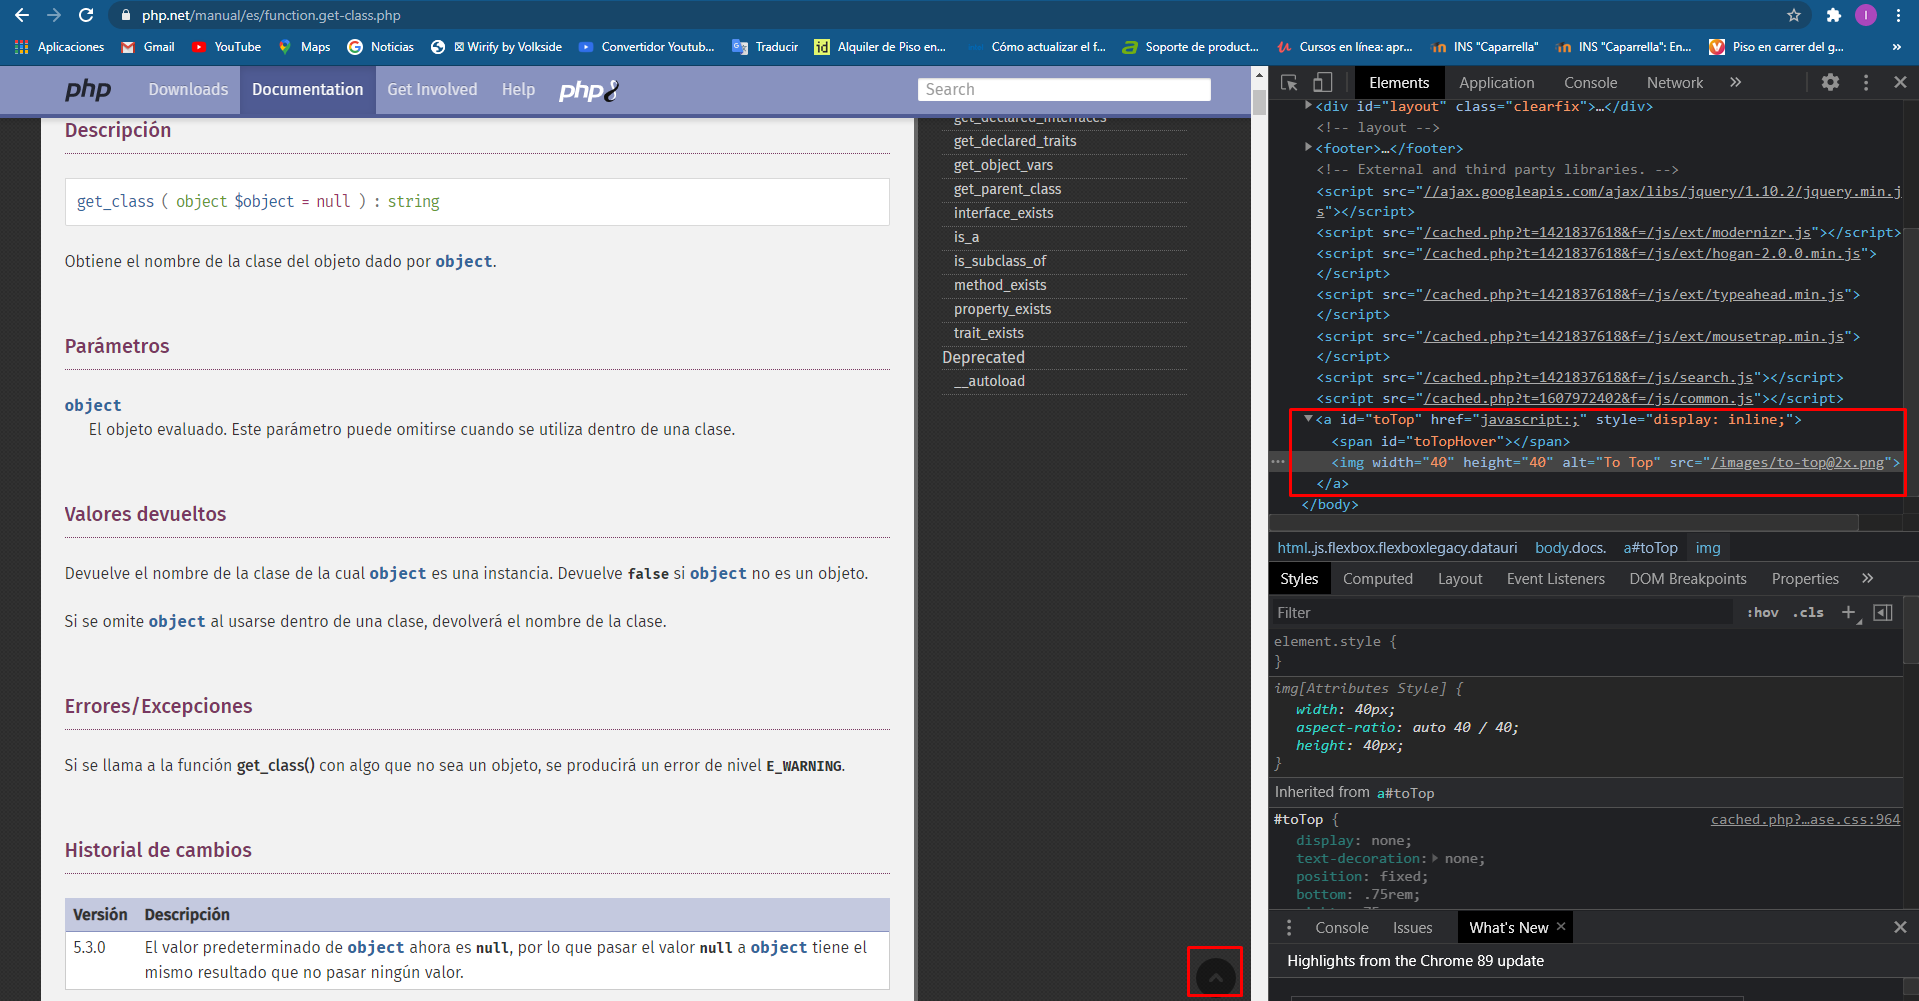 php.net/manual/es/function.get-class.php
I
Aplicaciones Gmail YouTube Maps Noticias Wirify by Volkside Convertidor Youtub... Traducir Alquiler de Piso en... Cómo actualizar el f... Soporte de product... Cursos en línea: apr... INS "Caparrella" INS "Caparrella": En... Piso en carrer del g... »
php Downloads Documentation Get Involved Help php8 Search
Descripción
get_class ( object $object = null ) : string
Obtiene el nombre de la clase del objeto dado por object.
Parámetros
object
El objeto evaluado. Este parámetro puede omitirse cuando se utiliza dentro de una clase.
Valores devueltos
Devuelve el nombre de la clase de la cual object es una instancia. Devuelve false si object no es un objeto.
Si se omite object al usarse dentro de una clase, devolverá el nombre de la clase.
Errores/Excepciones
Si se llama a la función get_class() con algo que no sea un objeto, se producirá un error de nivel E_WARNING.
Historial de cambios
Versión Descripción
5.3.0 El valor predeterminado de object ahora es null, por lo que pasar el valor null a object tiene el
mismo resultado que no pasar ningún valor.
get_declared_interfaces
get_declared_traits
get_object_vars
get_parent_class
interface_exists
is_a
is_subclass_of
method_exists
property_exists
trait_exists
Deprecated
__autoload
Elements Application Console Network »
<div id="layout" class="clearfix">…</div>
<!-- layout -->
<footer>…</footer>
<!-- External and third party libraries. -->
<script src="//ajax.googleapis.com/ajax/libs/jquery/1.10.2/jquery.min.j
s"></script>
<script src="/cached.php?t=1421837618&f=/js/ext/modernizr.js"></script>
<script src="/cached.php?t=1421837618&f=/js/ext/hogan-2.0.0.min.js">
</script>
<script src="/cached.php?t=1421837618&f=/js/ext/typeahead.min.js">
</script>
<script src="/cached.php?t=1421837618&f=/js/ext/mousetrap.min.js">
</script>
<script src="/cached.php?t=1421837618&f=/js/search.js"></script>
<script src="/cached.php?t=1607972402&f=/js/common.js"></script>
<a id="toTop" href="javascript:;" style="display: inline;">
<span id="toTopHover"></span>
<img width="40" height="40" alt="To Top" src="/images/to-top@2x.png">
</a>
</body>
html..js.flexbox.flexboxlegacy.datauri body.docs. a#toTop img
Styles Computed Layout Event Listeners DOM Breakpoints Properties »
Filter :hov .cls +
element.style {
}
img[Attributes Style] {
width: 40px;
aspect-ratio: auto 40 / 40;
height: 40px;
}
Inherited from a#toTop
#toTop { cached.php?…ase.css:964
display: none;
text-decoration: none;
position: fixed;
bottom: .75rem;
Console Issues What's New
Highlights from the Chrome 89 update